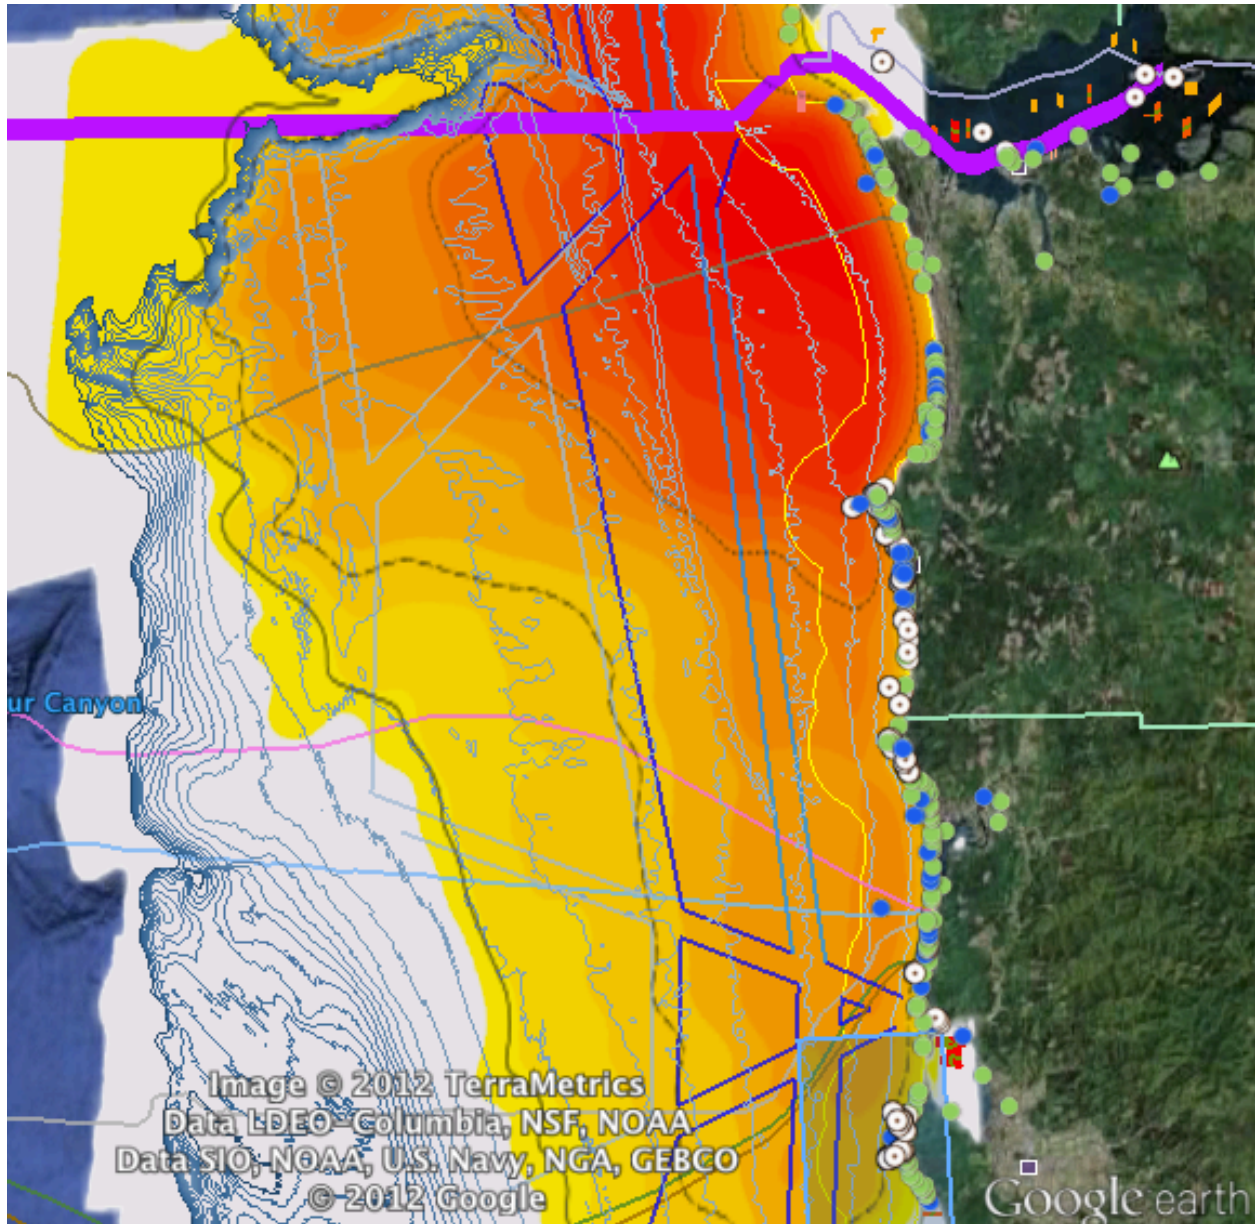 ur Canyon
Image © 2012 TerraMetrics
Data LDEO-Columbia, NSF, NOAA
Data SIO, NOAA, U.S. Navy, NGA, GEBCO
© 2012 Google
Google earth